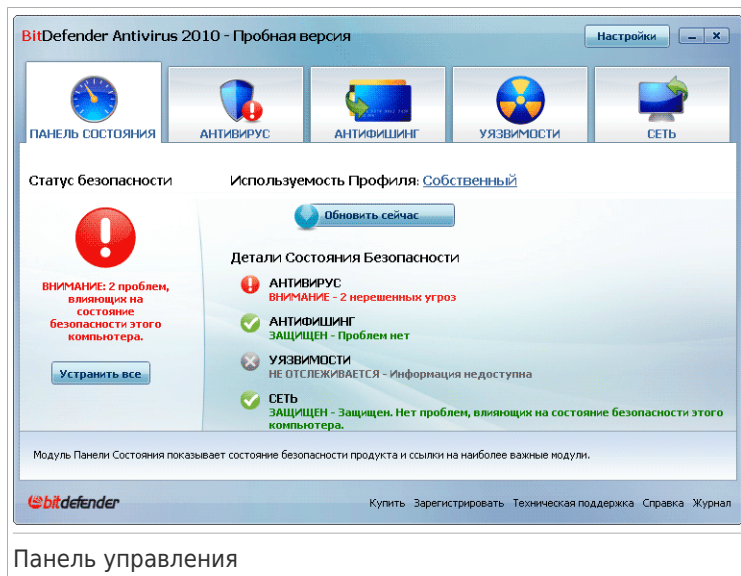 BitDefender Antivirus 2010 - Пробная версия
Настройки
ПАНЕЛЬ СОСТОЯНИЯ
АНТИВИРУС
АНТИФИШИНГ
УЯЗВИМОСТИ
СЕТЬ
Статус безопасности
ВНИМАНИЕ: 2 проблем,
влияющих на
состояние
безопасности этого
компьютера.
Устранить все
Используемость Профиля: Собственный
Обновить сейчас
Детали Состояния Безопасности
АНТИВИРУС
ВНИМАНИЕ - 2 нерешенных угроз
АНТИФИШИНГ
ЗАЩИЩЕН - Проблем нет
УЯЗВИМОСТИ
НЕ ОТСЛЕЖИВАЕТСЯ - Информация недоступна
СЕТЬ
ЗАЩИЩЕН - Защищен. Нет проблем, влияющих на состояние безопасности этого
компьютера.
Модуль Панели Состояния показывает состояние безопасности продукта и ссылки на наиболее важные модули.
bitdefender
Купить Зарегистрировать Техническая поддержка Справка Журнал
Панель управления